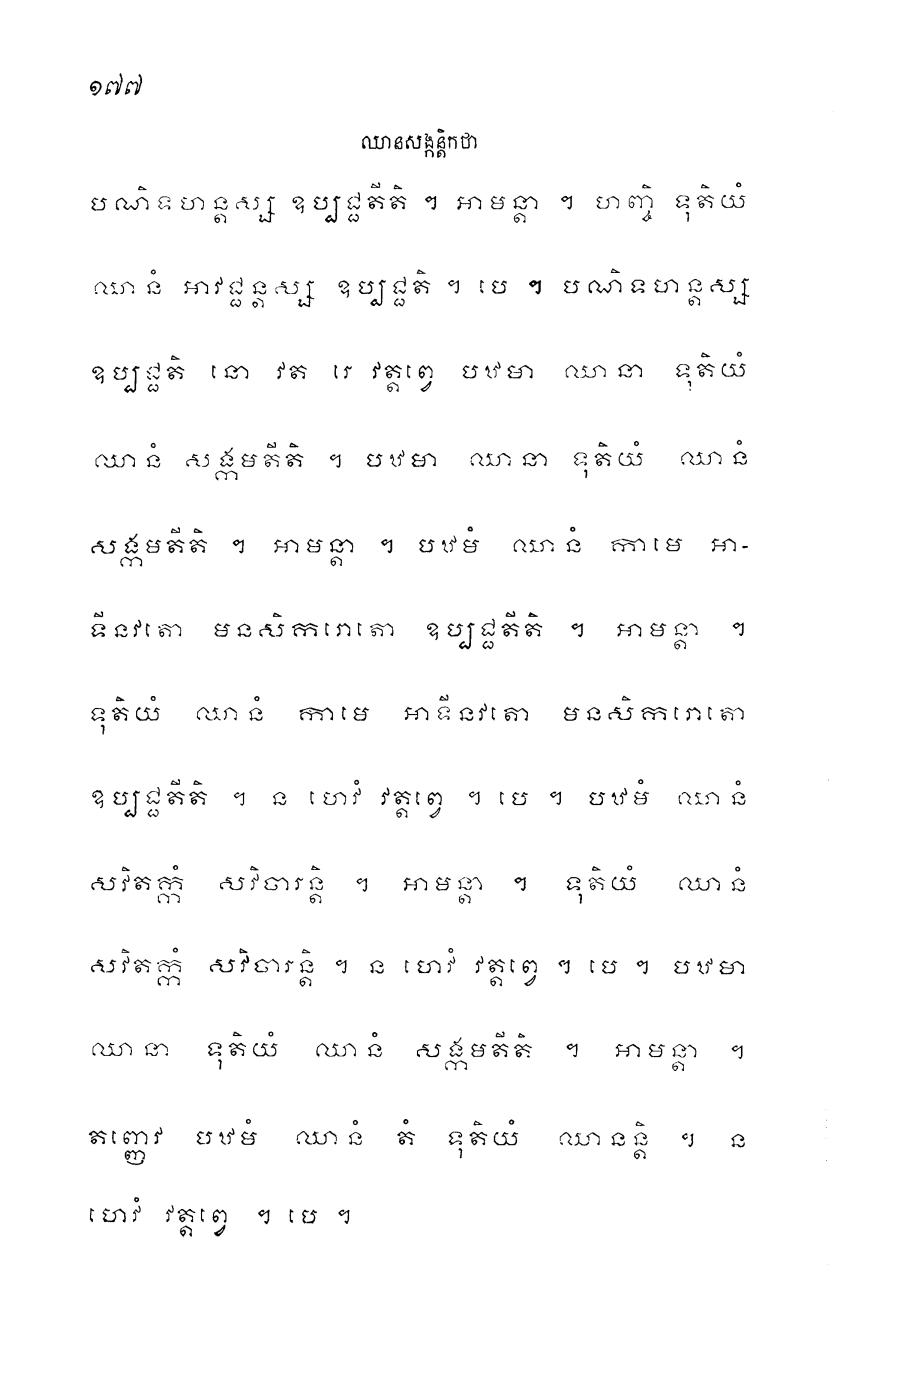 ១៧៧
ឈានសង្កន្តិកថា
បណិទហន្តស្ស ឧប្បជ្ជតីតិ ។ អាមន្តា ។ ហញ្ចិ ទុតិយំ
ឈានំ អាវជ្ជន្តស្ស ឧប្បជ្ជតិ ។ បេ ។ បណិទហន្តស្ស
ឧប្បជ្ជតិ នោ វត រេ វត្តព្វេ បឋមា ឈានា ទុតិយំ
ឈានំ សង្កមតីតិ ។ បឋមា ឈានា ទុតិយំ ឈានំ
សង្កមតីតិ ។ អាមន្តា ។ បឋមំ ឈានំ កាមេ អា-
ទីនវតោ មនសិករោតោ ឧប្បជ្ជតីតិ ។ អាមន្តា ។
ទុតិយំ ឈានំ កាមេ អាទីនវតោ មនសិករោតោ
ឧប្បជ្ជតីតិ ។ ន ហេវំ វត្តព្វេ ។ បេ ។ បឋមំ ឈានំ
សវិតក្កំ សវិចារន្តិ ។ អាមន្តា ។ ទុតិយំ ឈានំ
សវិតក្កំ សវិចារន្តិ ។ ន ហេវំ វត្តព្វេ ។ បេ ។ បឋមា
ឈានា ទុតិយំ ឈានំ សង្កមតីតិ ។ អាមន្តា ។
តញ្ញេវ បឋមំ ឈានំ តំ ទុតិយំ ឈានន្តិ ។ ន
ហេវំ វត្តព្វេ ។ បេ ។